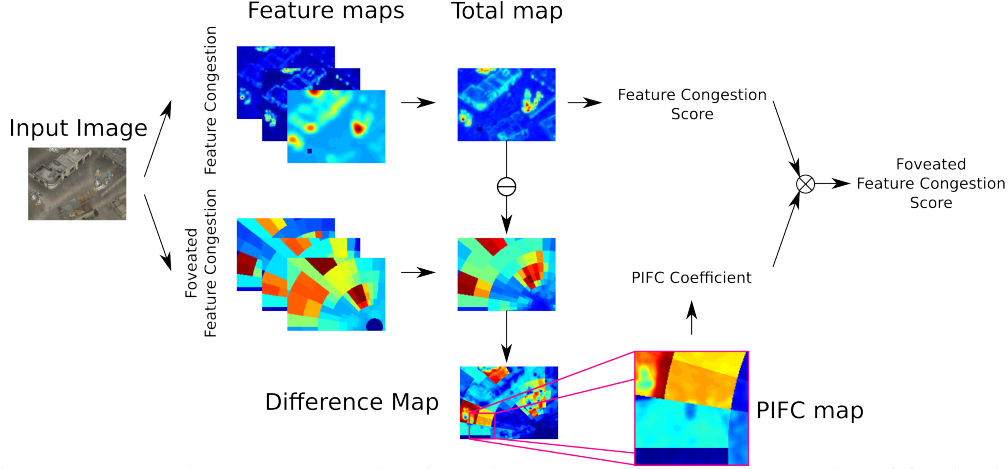 Feature maps
Total map
Feature Congestion
Feature Congestion
Score
Input Image
Foveated
Feature Congestion
Score
Foveated
Feature Congestion
PIFC Coefficient
Difference Map
PIFC map